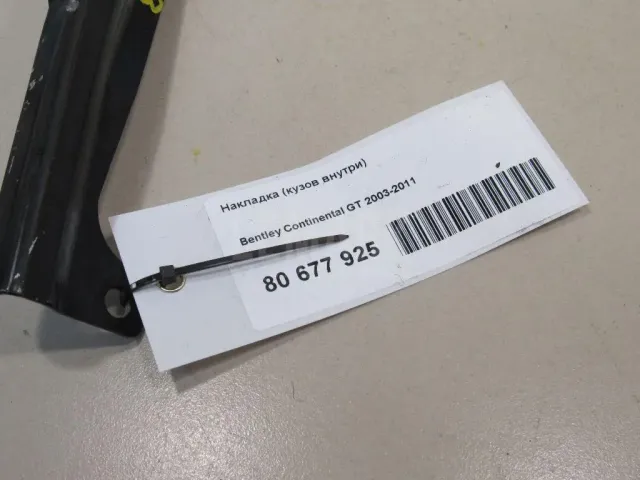 Накладка (кузов внутри)
Bentley Continental GT 2003-2011
80 677 925